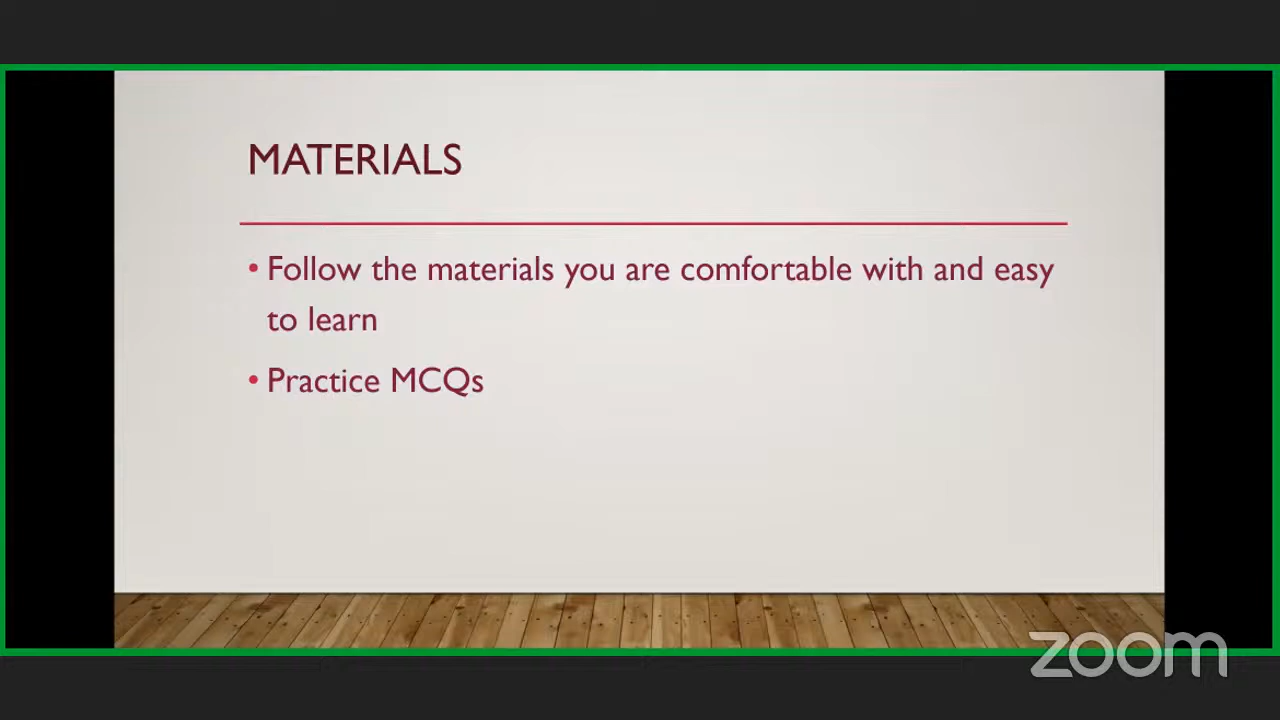 MATERIALS
• Follow the materials you are comfortable with and easy
to learn
• Practice MCQs
zoom